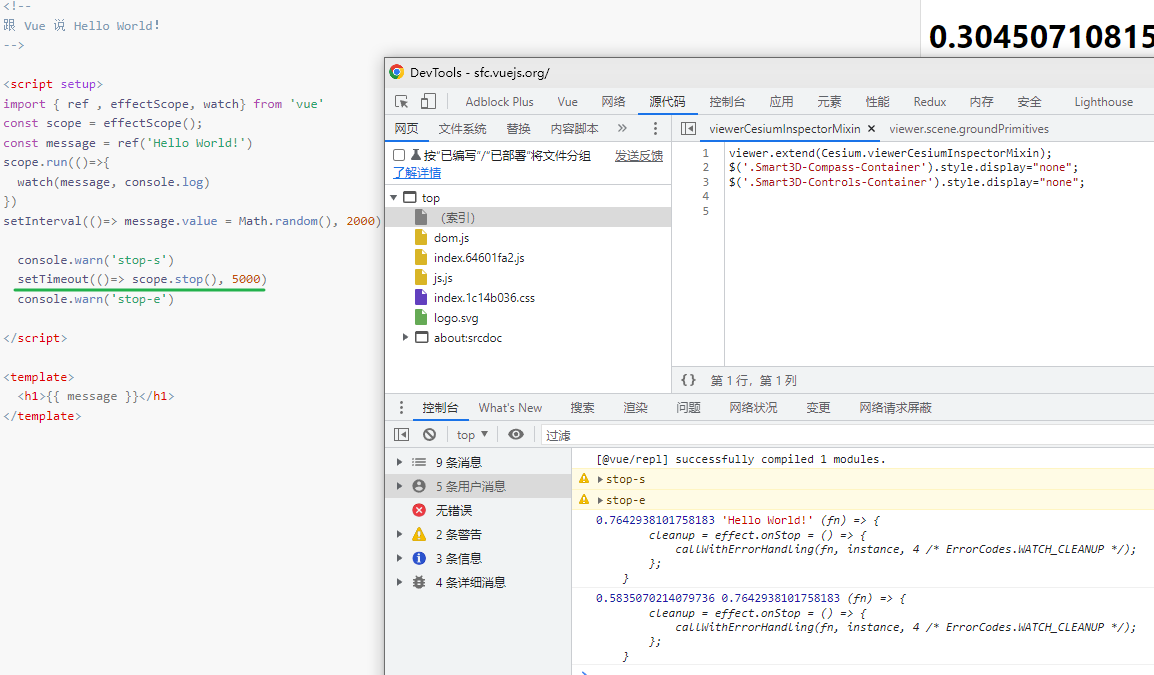 <!--
跟 Vue 说 Hello World!
-->
<script setup>
import { ref , effectScope, watch} from 'vue'
const scope = effectScope();
const message = ref('Hello World!')
scope.run(()=>{
watch(message, console.log)
})
setInterval(()=> message.value = Math.random(), 2000)
console.warn('stop-s')
setTimeout(()=> scope.stop(), 5000)
console.warn('stop-e')
</script>
<template>
<h1>{{ message }}</h1>
</template>
0.30450710815
DevTools - sfc.vuejs.org/
Adblock Plus Vue 网络 源代码 控制台 应用 元素 性能 Redux 内存 安全 Lighthouse
网页 文件系统 替换 内容脚本 »
viewerCesiumInspectorMixin × viewer.scene.groundPrimitives
按"已编写"/"已部署"将文件分组 发送反馈
了解详情
top
（索引）
dom.js
index.64601fa2.js
js.js
index.1c14b036.css
logo.svg
about:srcdoc
1 viewer.extend(Cesium.viewerCesiumInspectorMixin);
2 $('.Smart3D-Compass-Container').style.display="none";
3 $('.Smart3D-Controls-Container').style.display="none";
4
5
{} 第 1 行，第 1 列
控制台 What's New 搜索 渲染 问题 网络状况 变更 网络请求屏蔽
top ▼ 过滤
9 条消息
5 条用户消息
无错误
2 条警告
3 条信息
4 条详细消息
[@vue/repl] successfully compiled 1 modules.
stop-s
stop-e
0.7642938101758183 'Hello World!' (fn) => {
cleanup = effect.onStop = () => {
callWithErrorHandling(fn, instance, 4 /* ErrorCodes.WATCH_CLEANUP */);
};
}
0.5835070214079736 0.7642938101758183 (fn) => {
cleanup = effect.onStop = () => {
callWithErrorHandling(fn, instance, 4 /* ErrorCodes.WATCH_CLEANUP */);
};
}